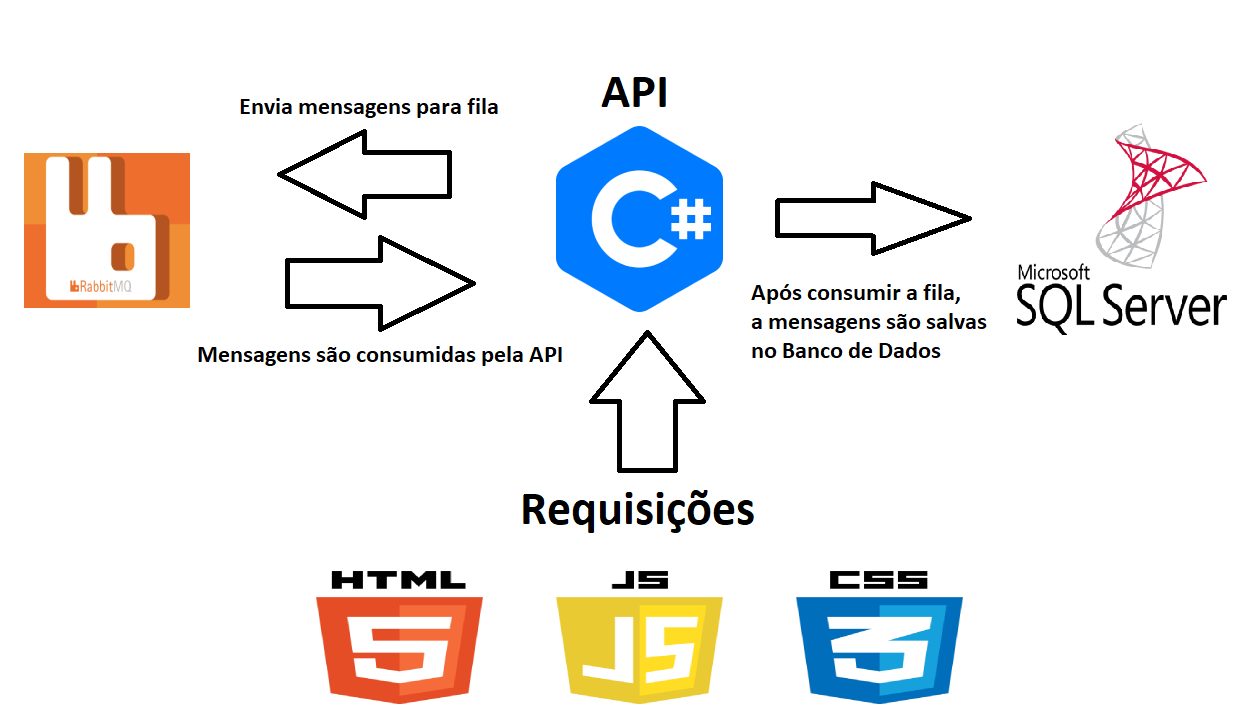 API
Envia mensagens para fila
C#
RabbitMQ
Mensagens são consumidas pela API
Microsoft
SQL Server
Após consumir a fila,
a mensagens são salvas
no Banco de Dados
Requisições
HTML
JS
CSS
5
JS
3